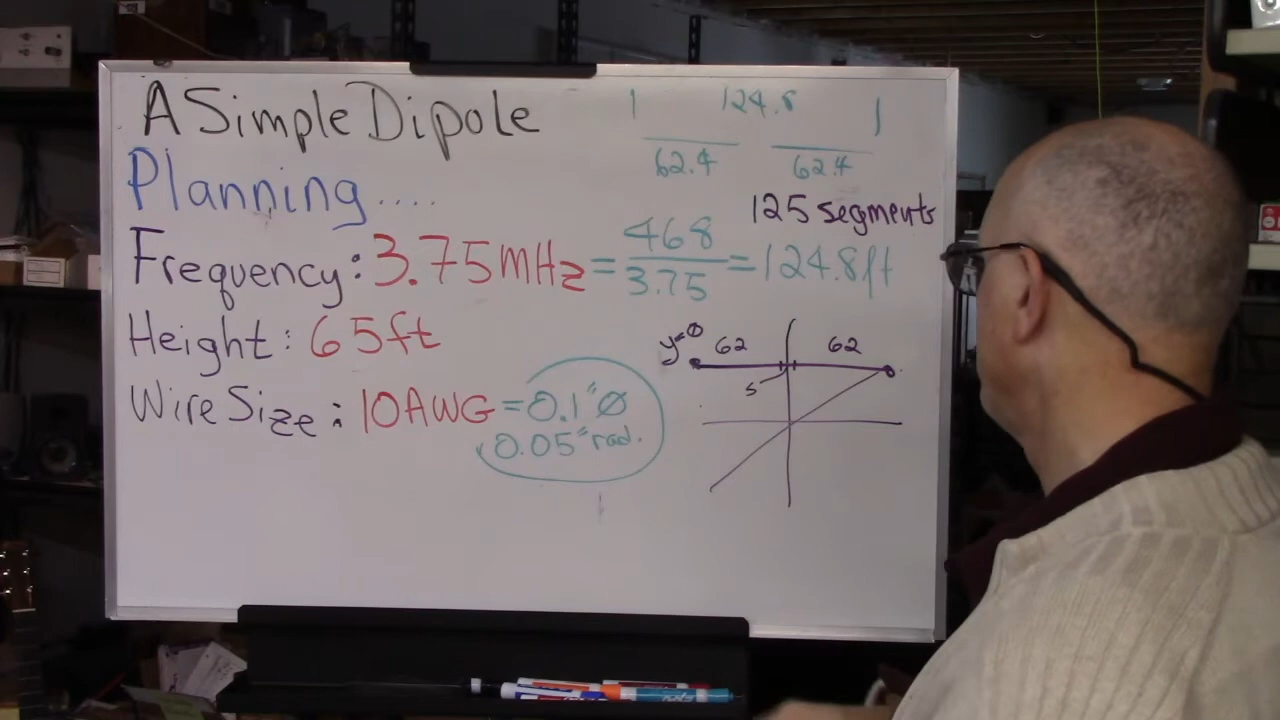 A Simple Dipole
1 124.8 1
62.4 62.4
Planning....
125 segments
Frequency: 3.75 mHz = 468/3.75 = 124.8ft
Height: 65ft
y=0 62 62
s
Wire Size: 10AWG = 0.1" Ø
0.05" rad.